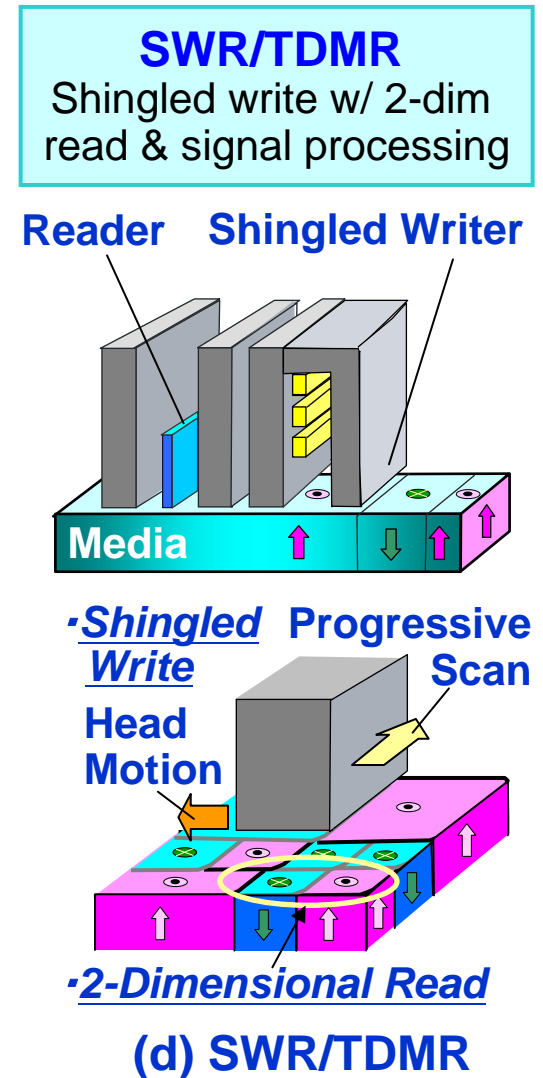 SWR/TDMR
Shingled write w/ 2-dim
read & signal processing
Reader
Shingled Writer
Media
·Shingled
Write
Progressive
Scan
Head
Motion
·2-Dimensional Read
(d) SWR/TDMR